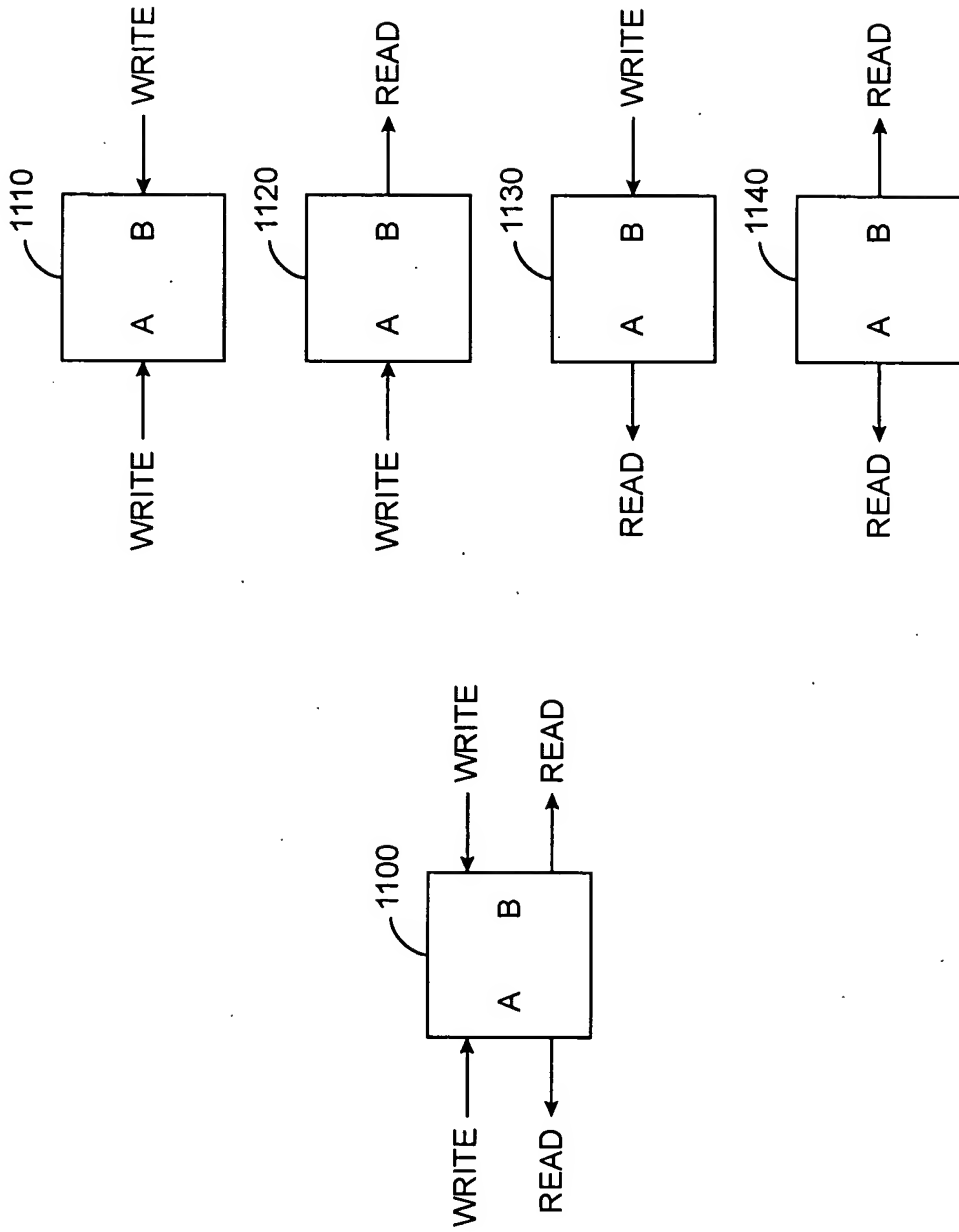 1100
WRITE A B WRITE
READ READ
1110
WRITE A B WRITE
1120
WRITE A B READ
1130
READ A B WRITE
1140
READ A B READ